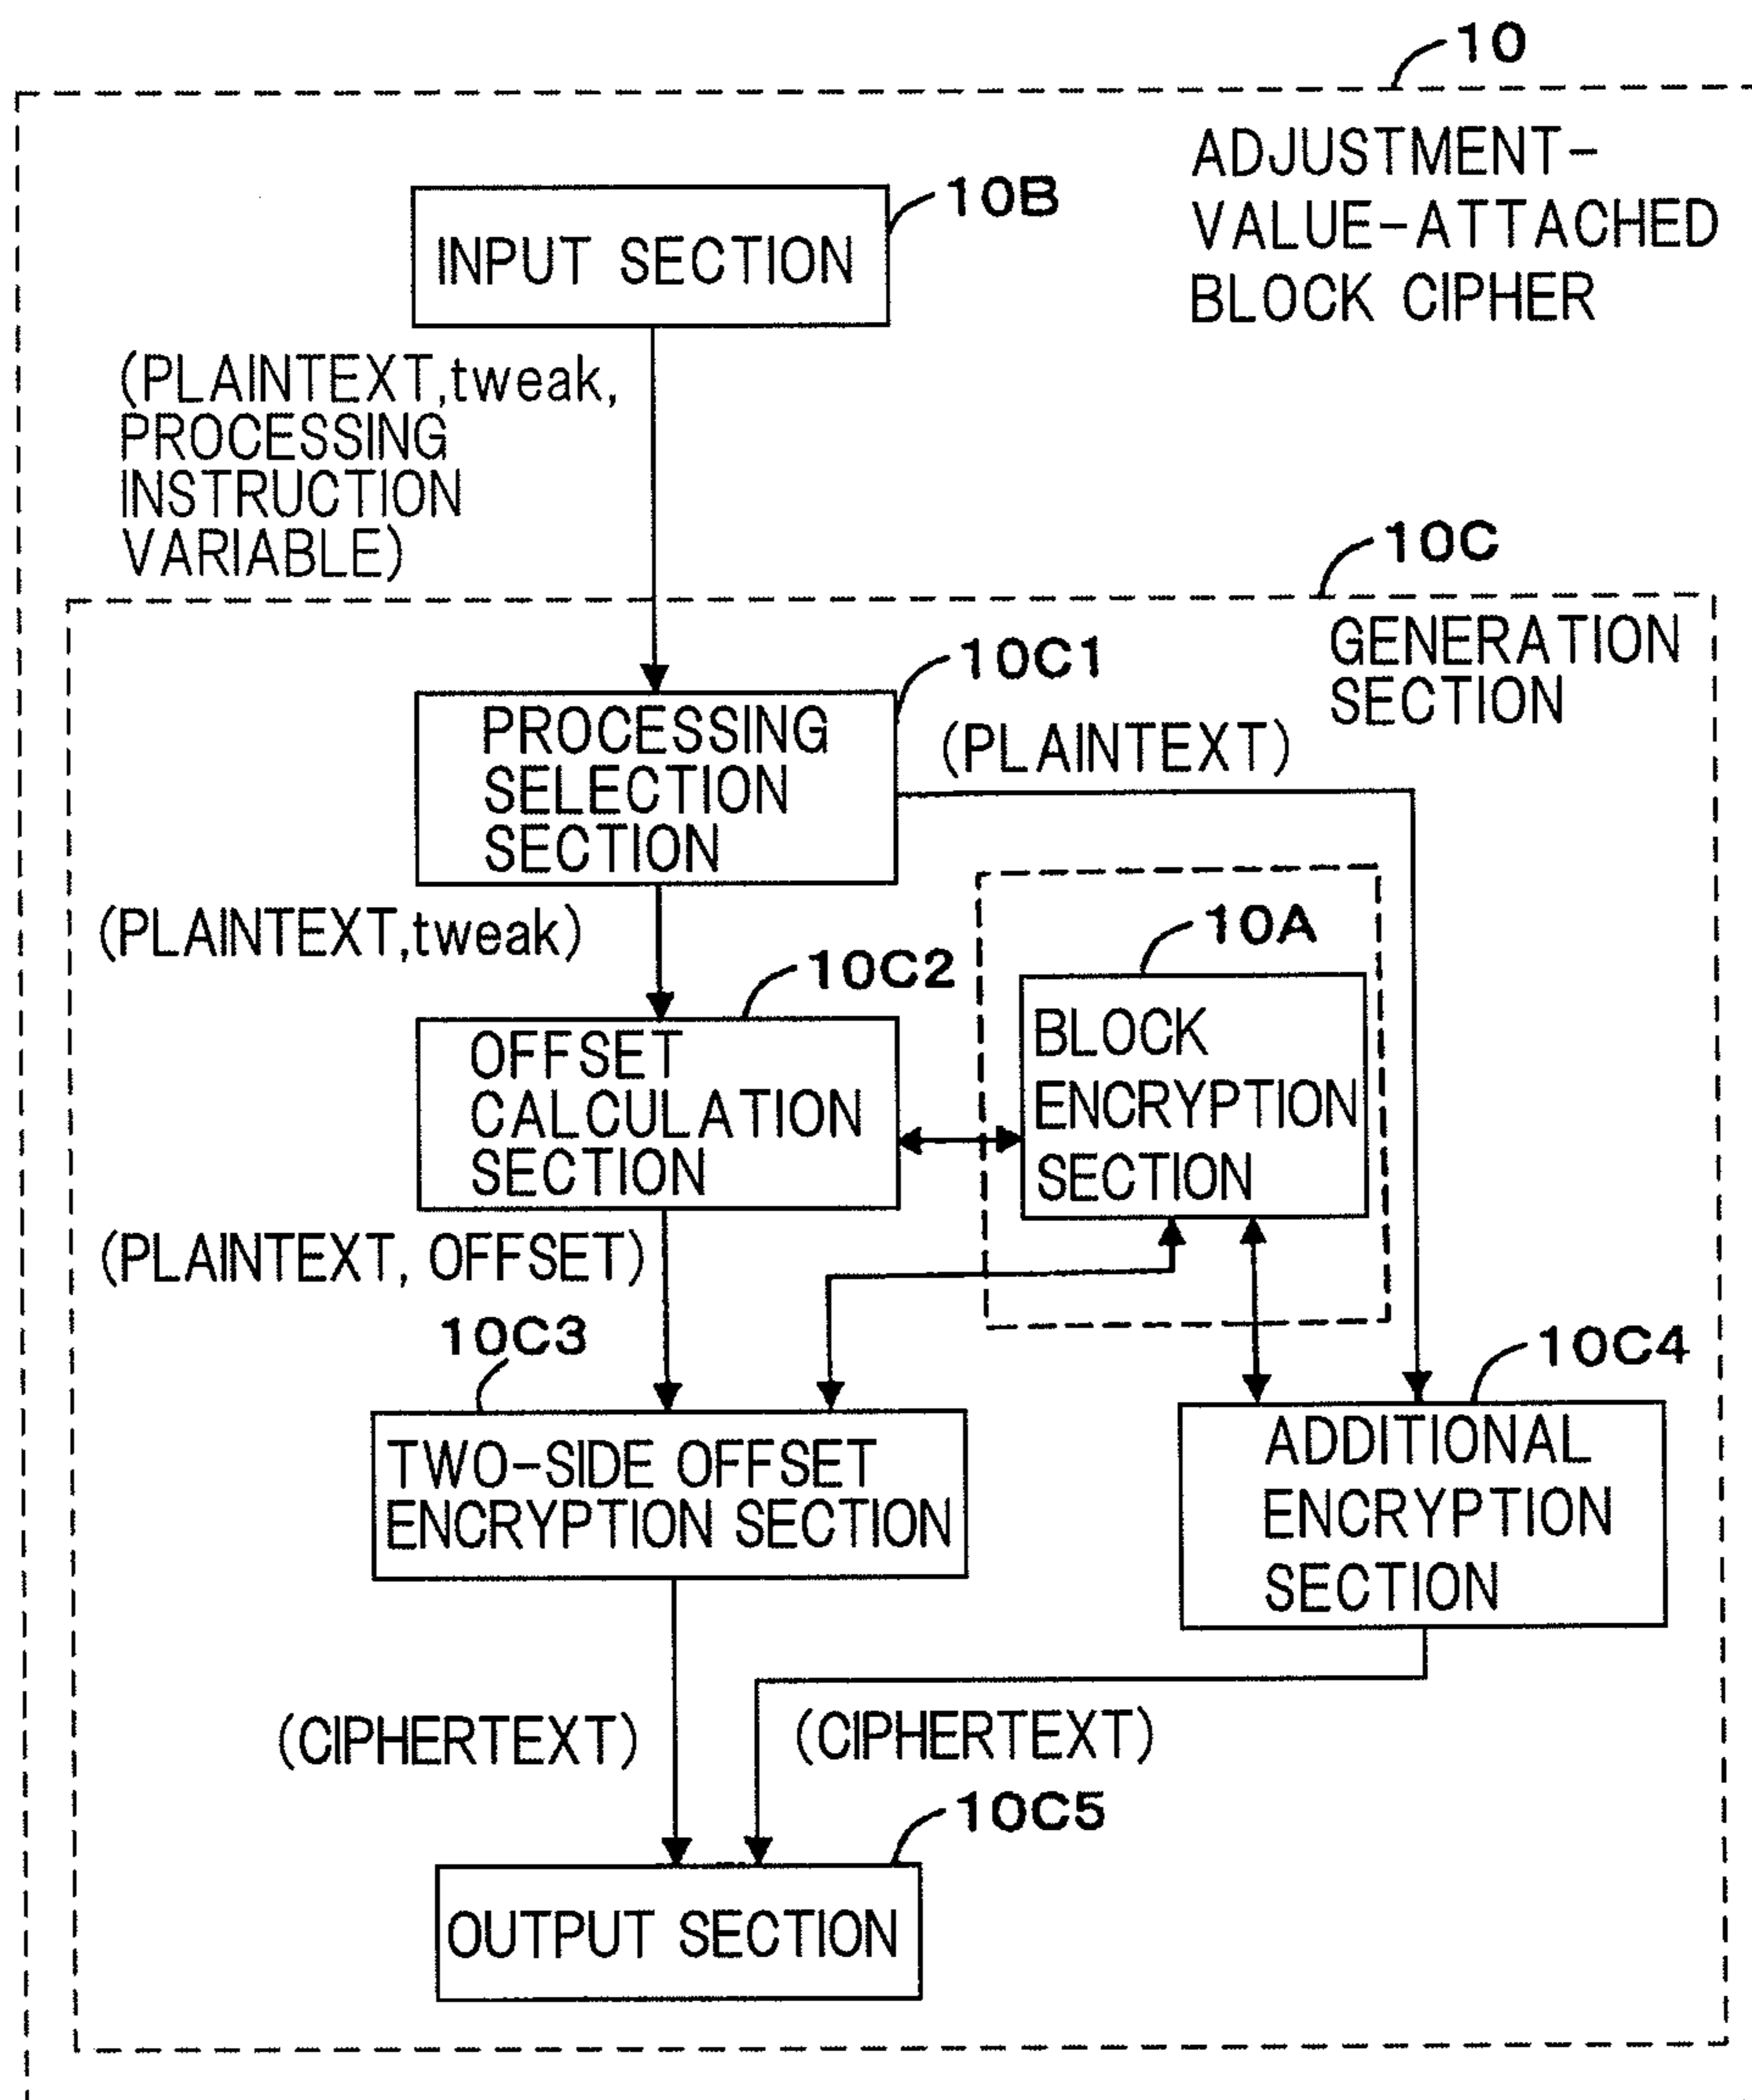 10
ADJUSTMENT-
VALUE-ATTACHED
BLOCK CIPHER
10B
INPUT SECTION
(PLAINTEXT,tweak,
PROCESSING
INSTRUCTION
VARIABLE)
10C
GENERATION
SECTION
10C1
PROCESSING
SELECTION
SECTION
(PLAINTEXT)
(PLAINTEXT,tweak)
10C2
10A
OFFSET
CALCULATION
SECTION
BLOCK
ENCRYPTION
SECTION
(PLAINTEXT, OFFSET)
10C3
10C4
TWO-SIDE OFFSET
ENCRYPTION SECTION
ADDITIONAL
ENCRYPTION
SECTION
(CIPHERTEXT)
(CIPHERTEXT)
10C5
OUTPUT SECTION